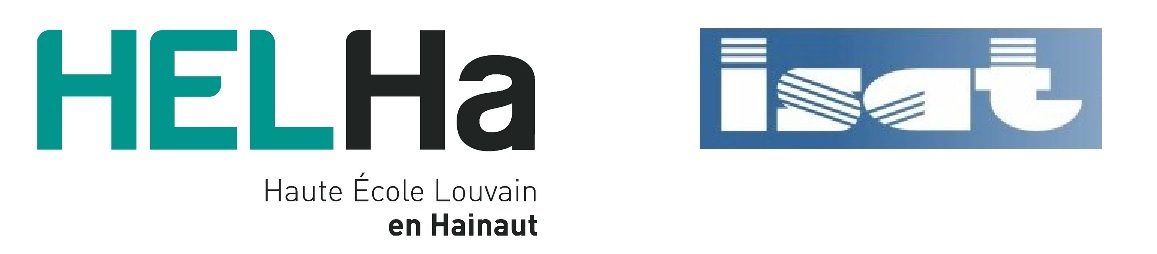 HELHa
Haute École Louvain
en Hainaut
isat